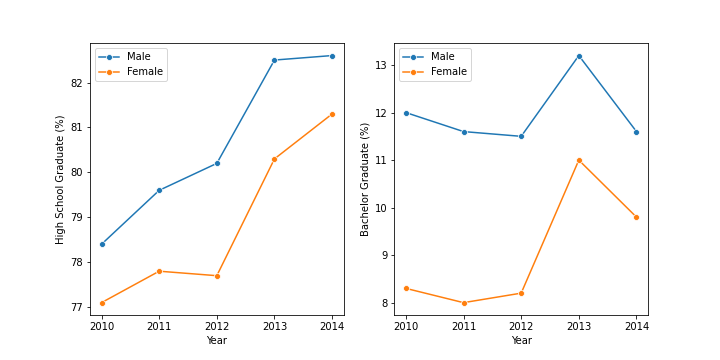 Male
Female
High School Graduate (%)
82
81
80
79
78
77
2010 2011 2012 2013 2014
Year
Male
Female
Bachelor Graduate (%)
13
12
11
10
9
8
2010 2011 2012 2013 2014
Year